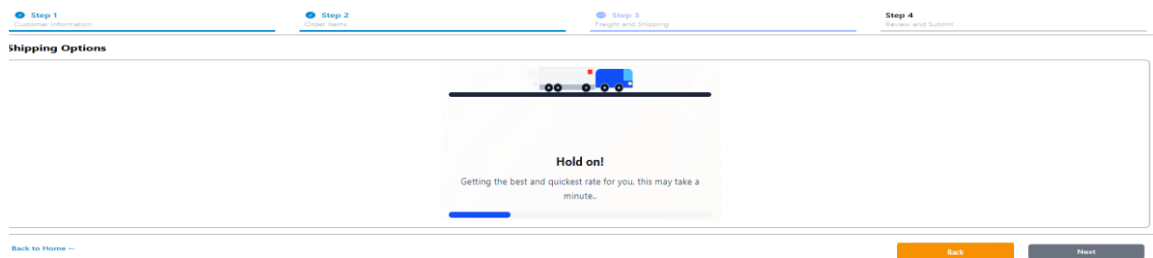 Step 1
Customer Information
Step 2
Order Items
Step 3
Freight and Shipping
Step 4
Review and Submit
Shipping Options
Hold on!
Getting the best and quickest rate for you, this may take a
minute..
Back to Home ←
Back
Next